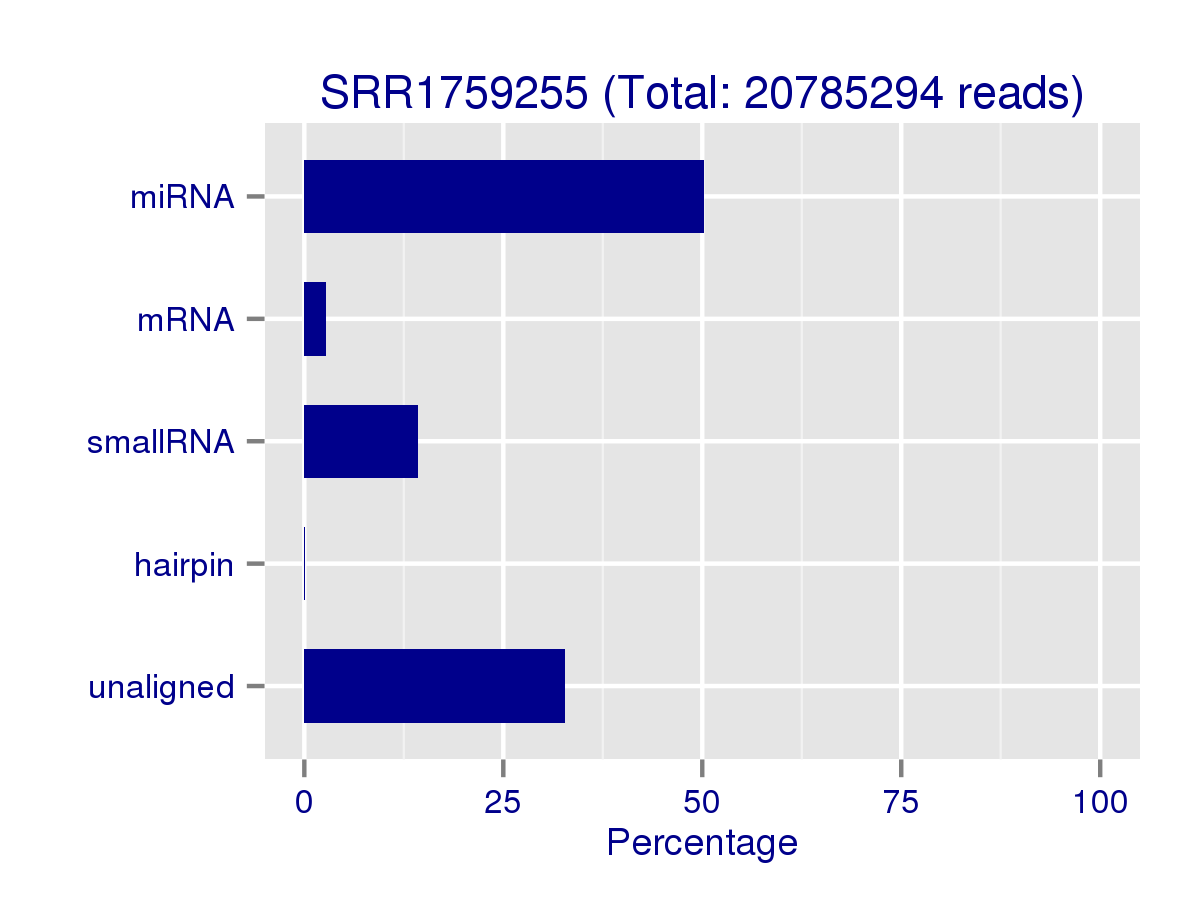 SRR1759255 (Total: 20785294 reads)
miRNA
mRNA
smallRNA
hairpin
unaligned
0 25 50 75 100
Percentage